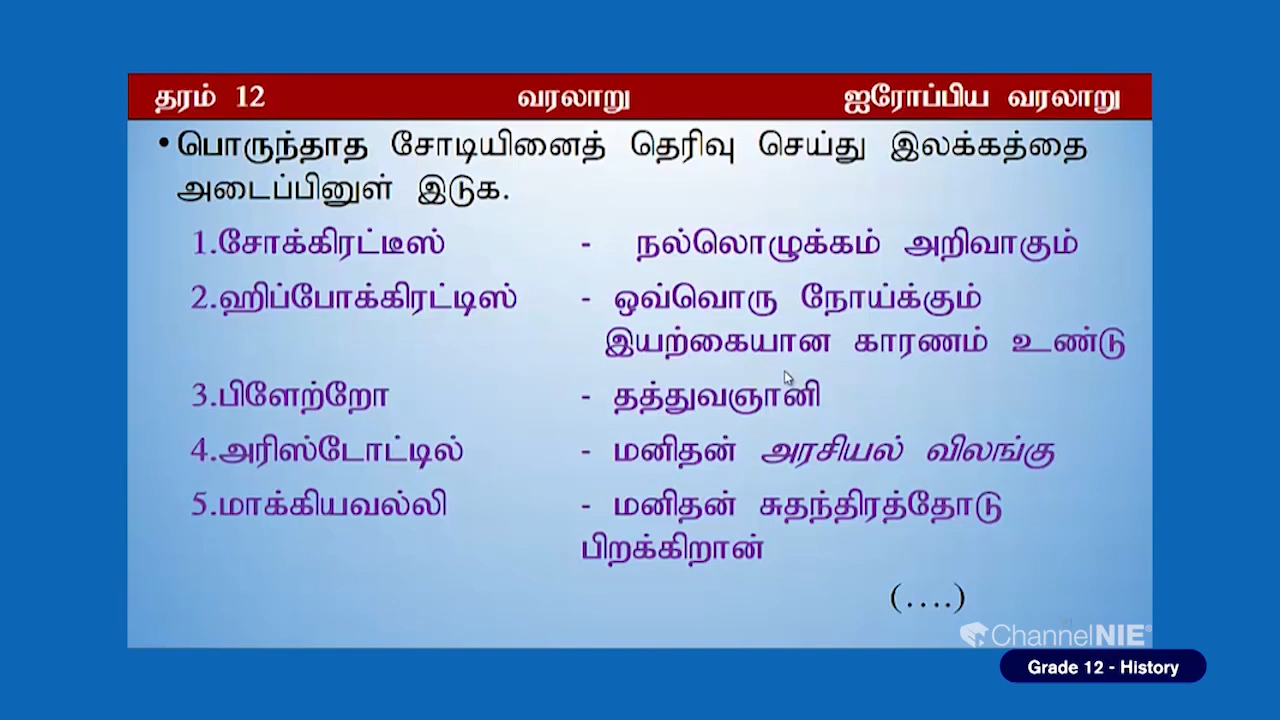 தரம் 12 வரலாறு ஐரோப்பிய வரலாறு
• பொருந்தாத சோடியினைத் தெரிவு செய்து இலக்கத்தை
அடைப்பினுள் இடுக.
1.சோக்கிரட்டீஸ் - நல்லொழுக்கம் அறிவாகும்
2.ஹிப்போக்கிரட்டிஸ் - ஒவ்வொரு நோய்க்கும்
இயற்கையான காரணம் உண்டு
3.பிளேற்றோ - தத்துவஞானி
4.அரிஸ்டோட்டில் - மனிதன் அரசியல் விலங்கு
5.மாக்கியவல்லி - மனிதன் சுதந்திரத்தோடு
பிறக்கிறான்
(....)
ChannelNIE®
Grade 12 - History